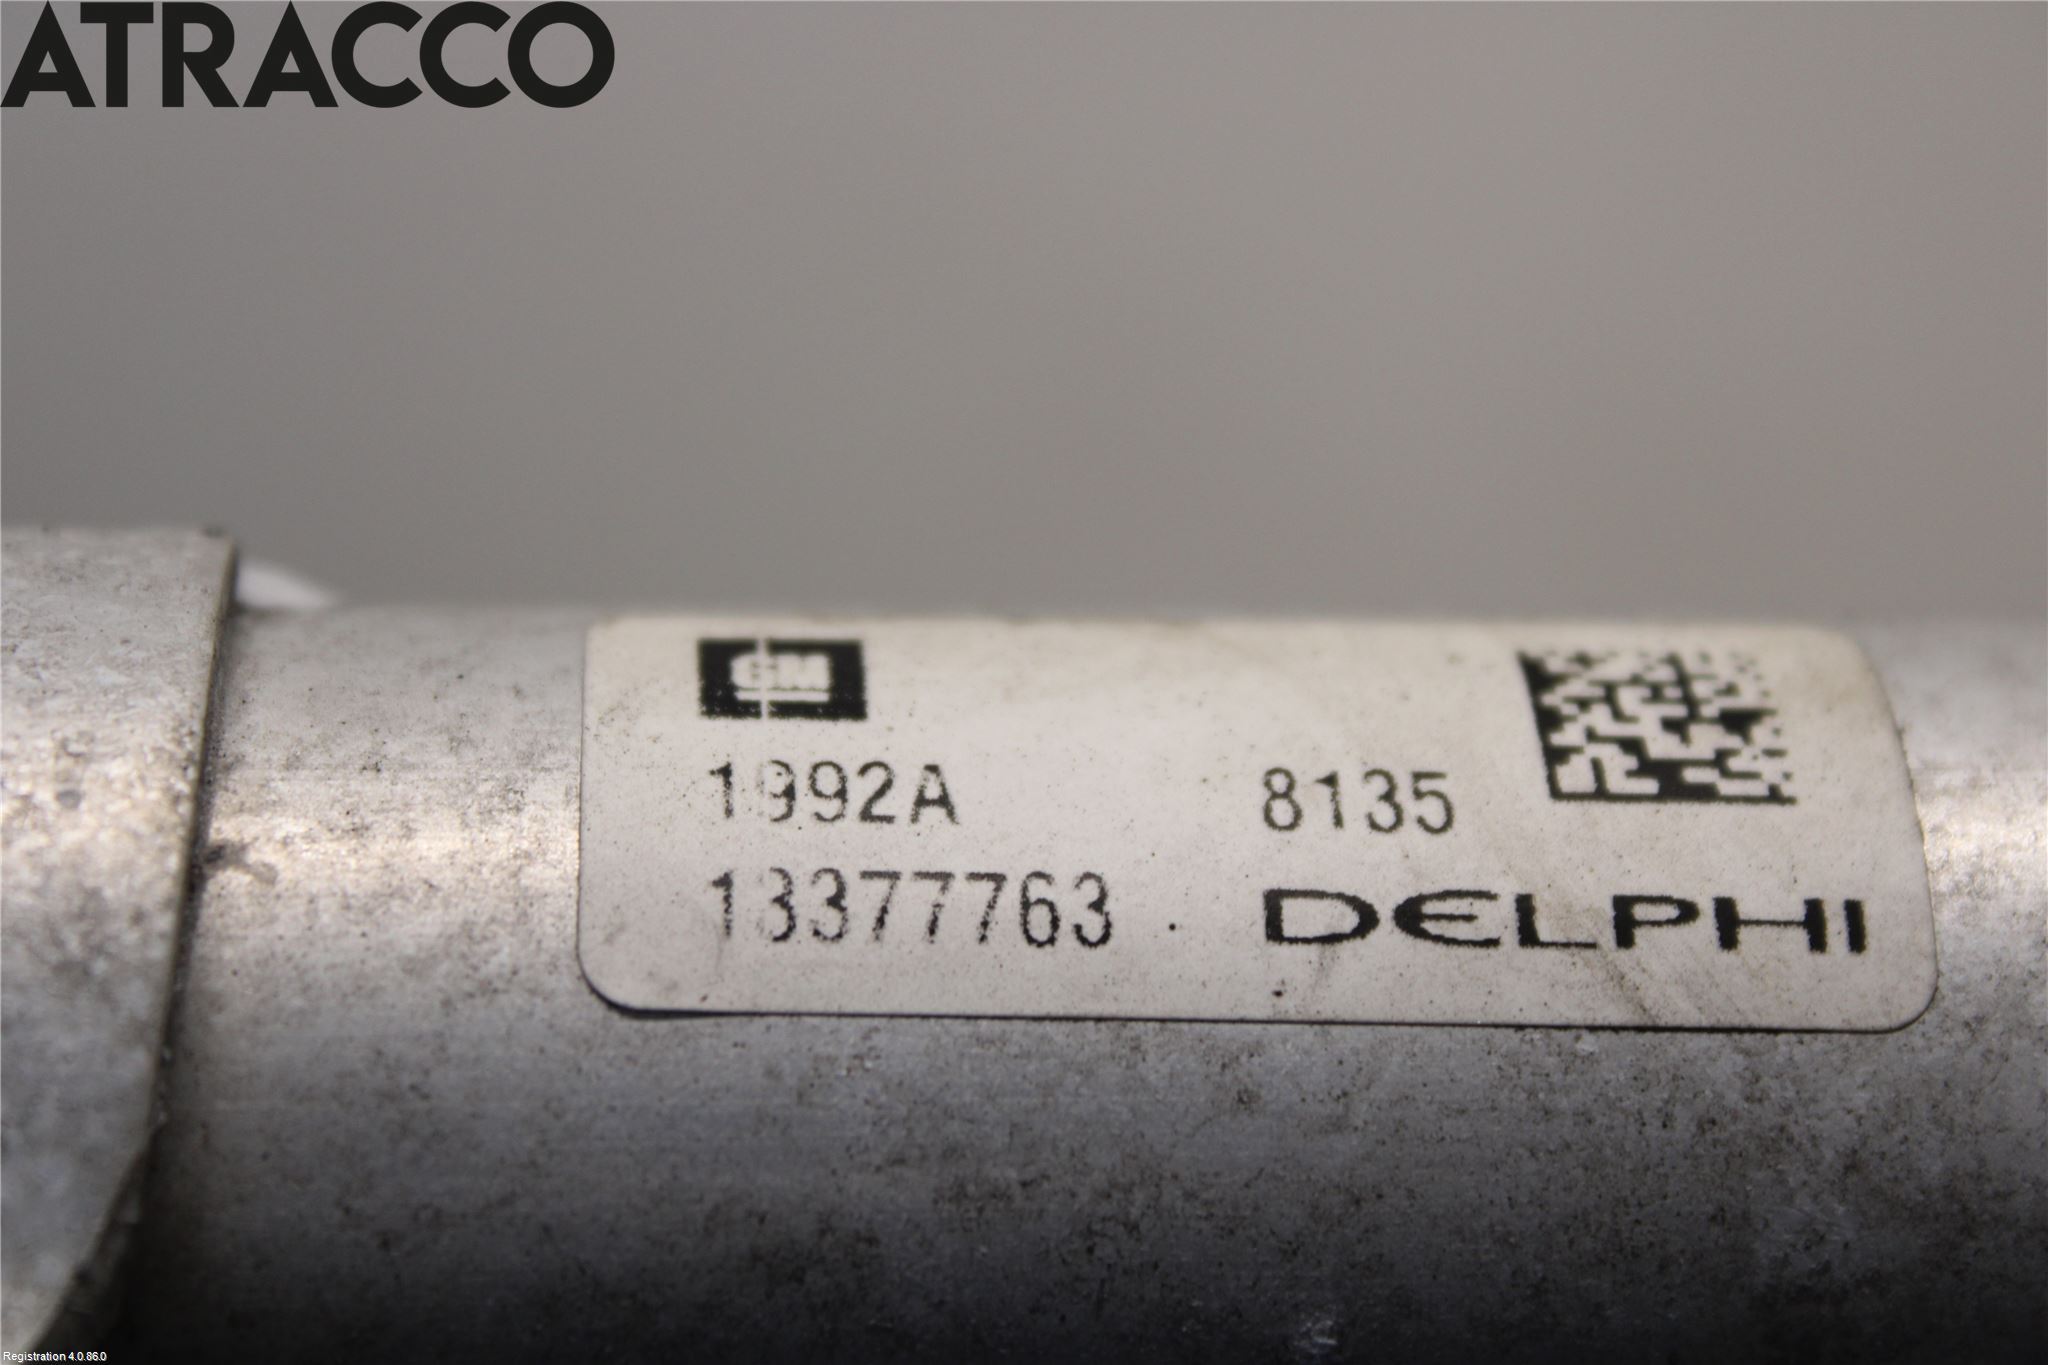 ATRACCO
GM
1992A 8135
13377763 DELPHI
Registration 4.0.86.0